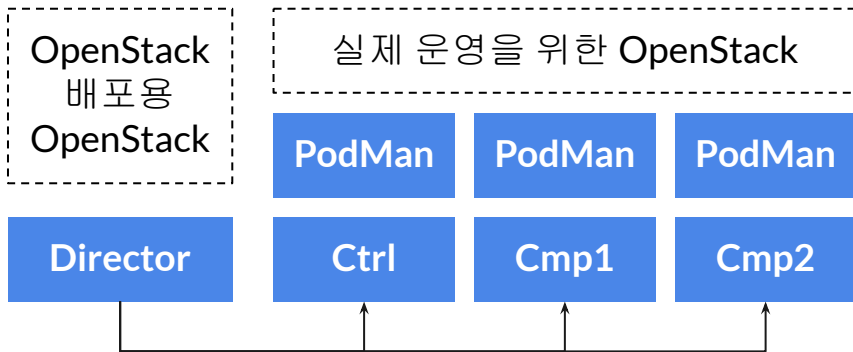 OpenStack
배포용
OpenStack
실제 운영을 위한 OpenStack
PodMan
PodMan
PodMan
Director
Ctrl
Cmp1
Cmp2